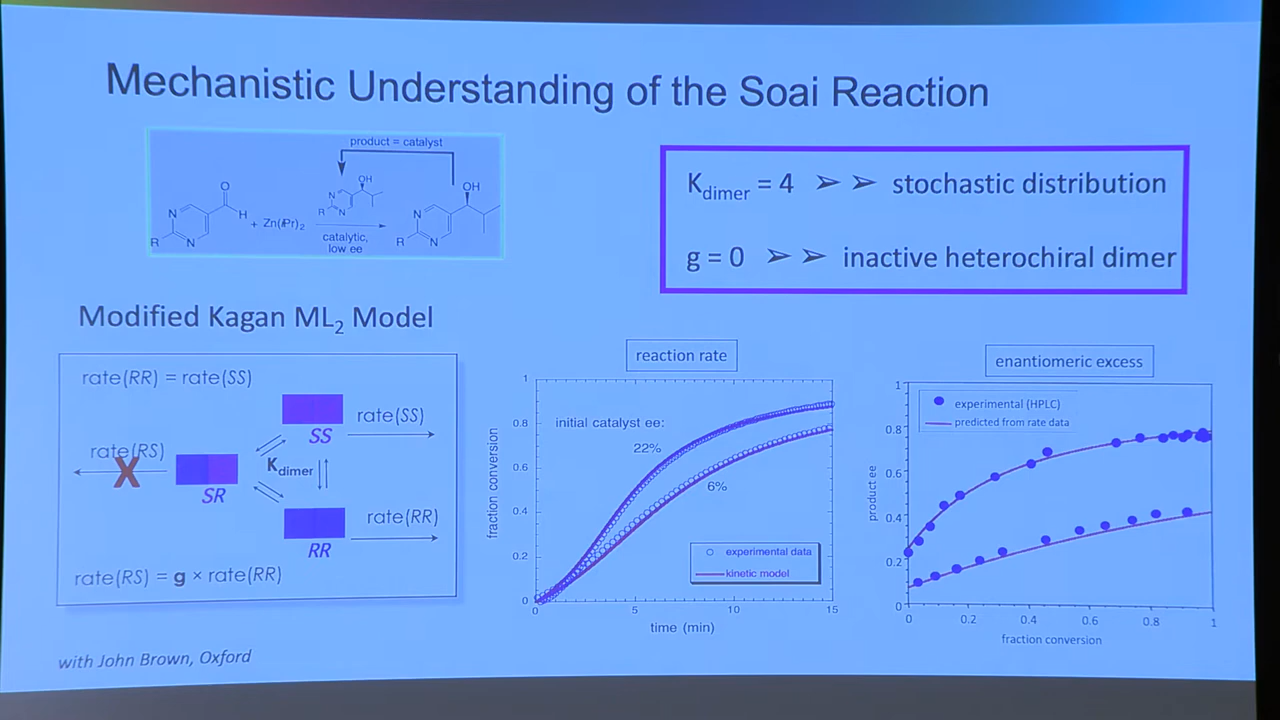 Mechanistic Understanding of the Soai Reaction
product = catalyst
O
H
N
N
R
+ Zn(iPr)₂
OH
N
N
R
catalytic,
low ee
OH
N
N
R
K_dimer = 4 ➢ ➢ stochastic distribution
g = 0 ➢ ➢ inactive heterochiral dimer
Modified Kagan ML₂ Model
rate(RR) = rate(SS)
rate(SS)
SS
rate(RS)
X
K_dimer
SR
rate(RR)
RR
rate(RS) = g × rate(RR)
reaction rate
initial catalyst ee:
22%
6%
experimental data
kinetic model
fraction conversion
1
0.8
0.6
0.4
0.2
0
0
5
10
15
time (min)
enantiomeric excess
experimental (HPLC)
predicted from rate data
product ee
1
0.8
0.6
0.4
0.2
0
0
0.2
0.4
0.6
0.8
1
fraction conversion
with John Brown, Oxford